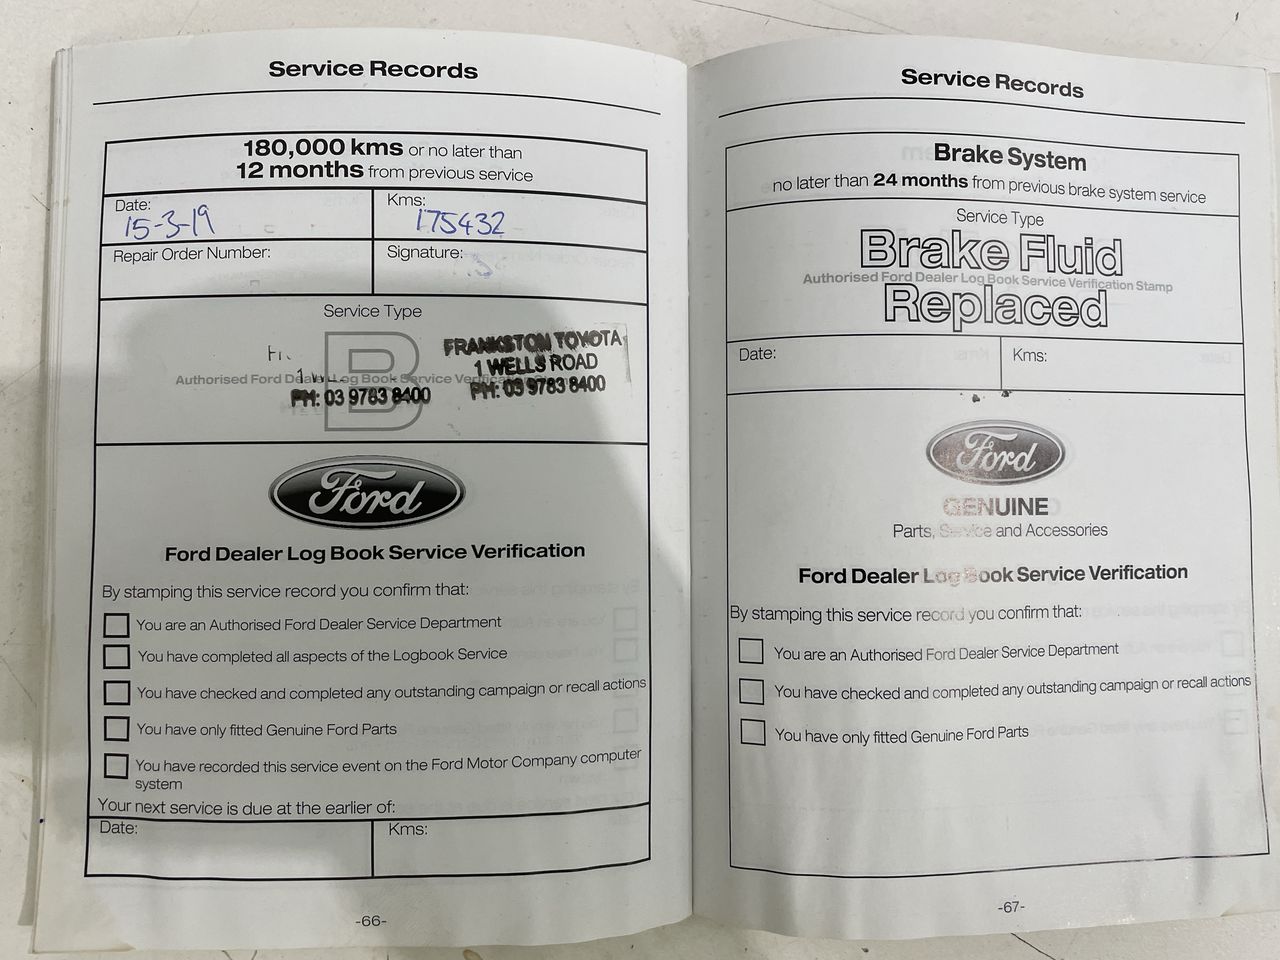 Service Records
180,000 kms or no later than
12 months from previous service
Date:
15-3-19
Kms:
175432
Repair Order Number:
Signature:
Service Type
B
Authorised Ford Dealer Log Book Service
PH: 03 9783 8400
FRANKSTON TOYOTA
1 WELLS ROAD
PH: 03 9783 8400
Ford
Ford Dealer Log Book Service Verification
By stamping this service record you confirm that:
You are an Authorised Ford Dealer Service Department
You have completed all aspects of the Logbook Service
You have checked and completed any outstanding campaign or recall actions
You have only fitted Genuine Ford Parts
You have recorded this service event on the Ford Motor Company computer
system
Your next service is due at the earlier of:
Date:
Kms:
-66-
Service Records
Brake System
no later than 24 months from previous brake system service
Service Type
Brake Fluid
Authorised Ford Dealer Log Book Service Verification Stamp
Replaced
Date:
Kms:
Ford
GENUINE
Parts, Service and Accessories
Ford Dealer Log Book Service Verification
By stamping this service record you confirm that:
You are an Authorised Ford Dealer Service Department
You have checked and completed any outstanding campaign or recall actions
You have only fitted Genuine Ford Parts
-67-